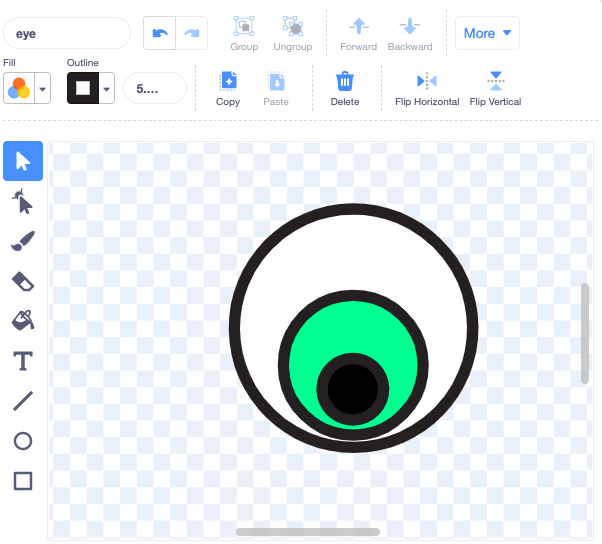 eye
Group
Ungroup
Forward
Backward
More
Fill
Outline
5....
Copy
Paste
Delete
Flip Horizontal
Flip Vertical
T